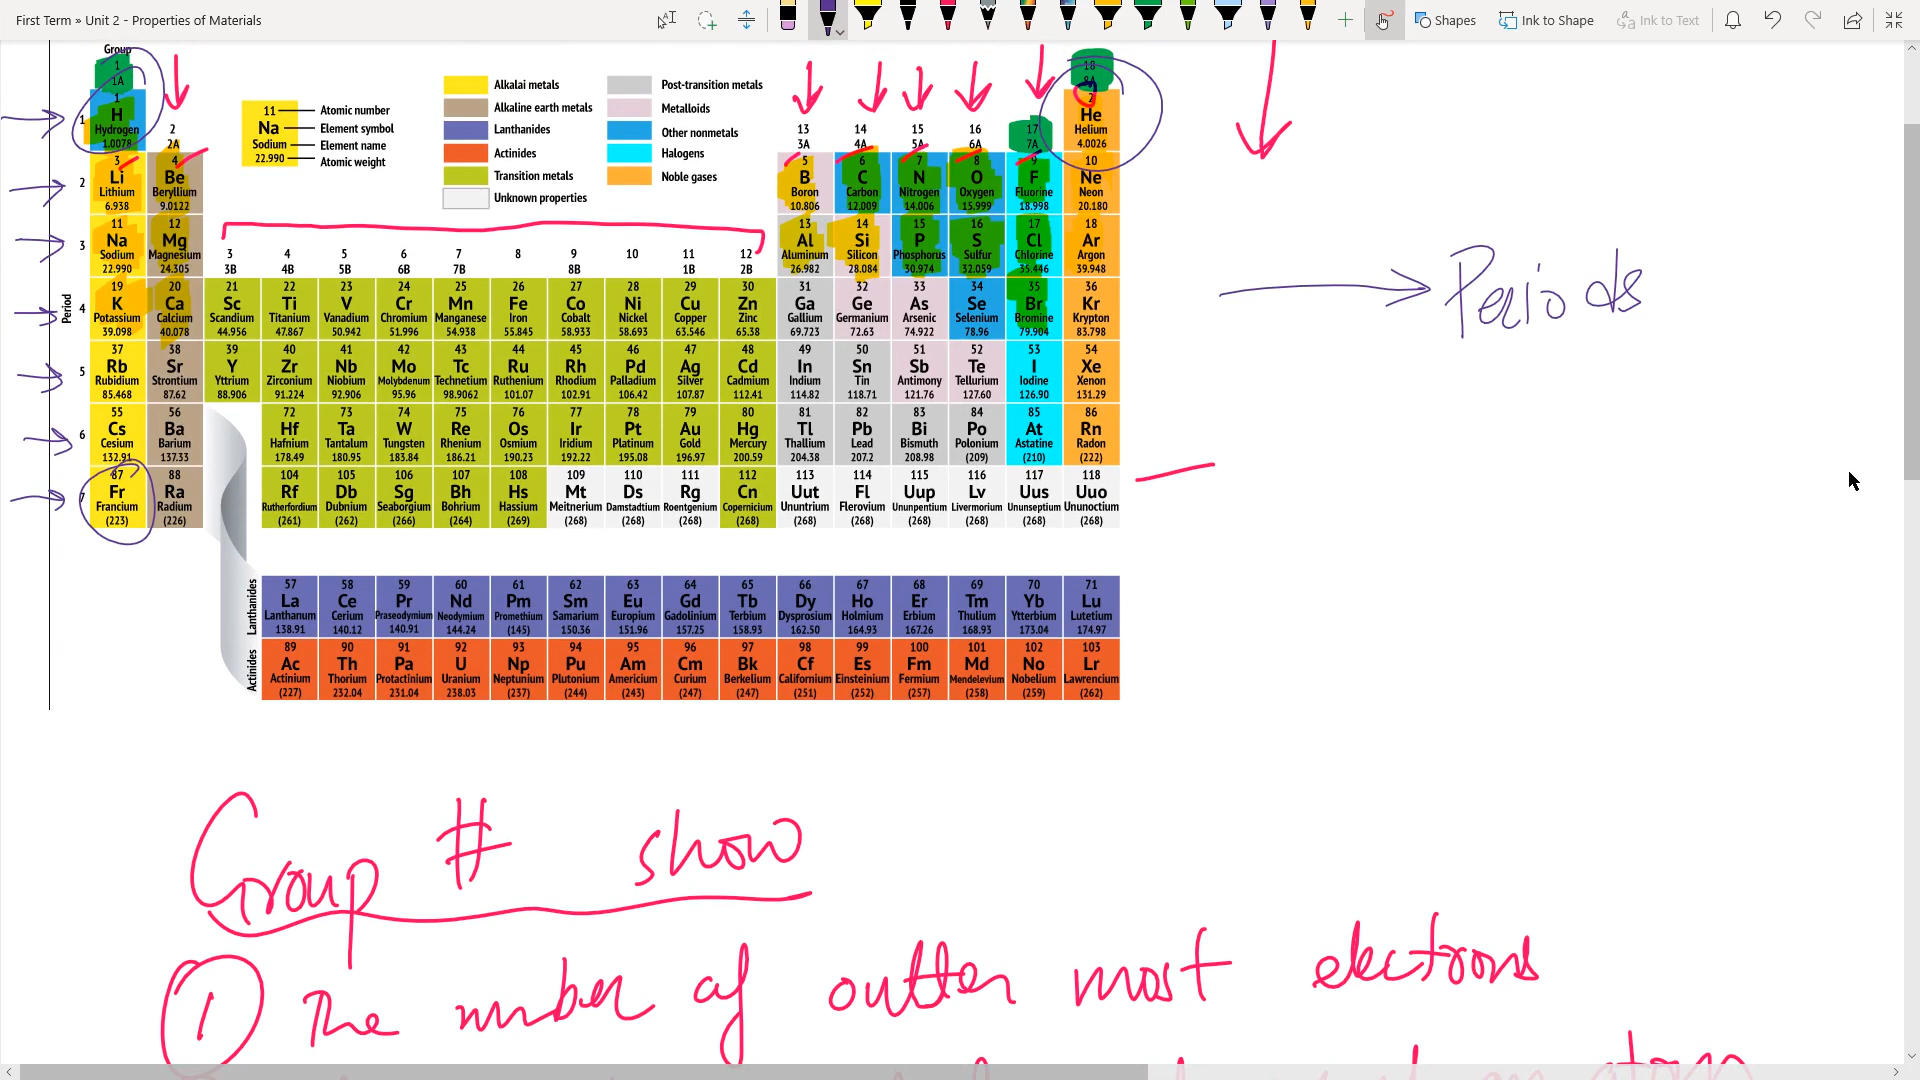 First Term » Unit 2 - Properties of Materials
Shapes Ink to Shape Ink to Text
Group
1 18
1A 8A
11 Atomic number
Na Element symbol
Sodium Element name
22.990 Atomic weight
Alkalai metals
Alkaline earth metals
Lanthanides
Actinides
Transition metals
Unknown properties
Post-transition metals
Metalloids
Other nonmetals
Halogens
Noble gases
1 2
1 H He
Hydrogen Helium
1.0078 4.0026
2 13 14 15 16 17
2A 3A 4A 5A 6A 7A
3 4 5 6 7 8 9 10
2 Li Be B C N O F Ne
Lithium Beryllium Boron Carbon Nitrogen Oxygen Fluorine Neon
6.938 9.0122 10.806 12.009 14.006 15.999 18.998 20.180
11 12 13 14 15 16 17 18
3 Na Mg Al Si P S Cl Ar
Sodium Magnesium Aluminum Silicon Phosphorus Sulfur Chlorine Argon
22.990 24.305 26.982 28.084 30.974 32.059 35.446 39.948
3 4 5 6 7 8 9 10 11 12
3B 4B 5B 6B 7B 8B 1B 2B
Period
19 20 21 22 23 24 25 26 27 28 29 30 31 32 33 34 35 36
4 K Ca Sc Ti V Cr Mn Fe Co Ni Cu Zn Ga Ge As Se Br Kr
Potassium Calcium Scandium Titanium Vanadium Chromium Manganese Iron Cobalt Nickel Copper Zinc Gallium Germanium Arsenic Selenium Bromine Krypton
39.098 40.078 44.956 47.867 50.942 51.996 54.938 55.845 58.933 58.693 63.546 65.38 69.723 72.63 74.922 78.96 79.904 83.798
37 38 39 40 41 42 43 44 45 46 47 48 49 50 51 52 53 54
5 Rb Sr Y Zr Nb Mo Tc Ru Rh Pd Ag Cd In Sn Sb Te I Xe
Rubidium Strontium Yttrium Zirconium Niobium Molybdenum Technetium Ruthenium Rhodium Palladium Silver Cadmium Indium Tin Antimony Tellurium Iodine Xenon
85.468 87.62 88.906 91.224 92.906 95.96 98.9062 101.07 102.91 106.42 107.87 112.41 114.82 118.71 121.76 127.60 126.90 131.29
55 56 72 73 74 75 76 77 78 79 80 81 82 83 84 85 86
6 Cs Ba Hf Ta W Re Os Ir Pt Au Hg Tl Pb Bi Po At Rn
Cesium Barium Hafnium Tantalum Tungsten Rhenium Osmium Iridium Platinum Gold Mercury Thallium Lead Bismuth Polonium Astatine Radon
132.91 137.33 178.49 180.95 183.84 186.21 190.23 192.22 195.08 196.97 200.59 204.38 207.2 208.98 (209) (210) (222)
87 88 104 105 106 107 108 109 110 111 112 113 114 115 116 117 118
7 Fr Ra Rf Db Sg Bh Hs Mt Ds Rg Cn Uut Fl Uup Lv Uus Uuo
Francium Radium Rutherfordium Dubnium Seaborgium Bohrium Hassium Meitnerium Damstadtium Roentgenium Copernicium Ununtrium Flerovium Ununpentium Livermorium Ununseptium Ununoctium
(223) (226) (261) (262) (266) (264) (269) (268) (268) (268) (268) (268) (268) (268) (268) (268) (268)
Lanthanides
57 58 59 60 61 62 63 64 65 66 67 68 69 70 71
La Ce Pr Nd Pm Sm Eu Gd Tb Dy Ho Er Tm Yb Lu
Lanthanum Cerium Praseodymium Neodymium Promethium Samarium Europium Gadolinium Terbium Dysprosium Holmium Erbium Thulium Ytterbium Lutetium
138.91 140.12 140.91 144.24 (145) 150.36 151.96 157.25 158.93 162.50 164.93 167.26 168.93 173.04 174.97
Actinides
89 90 91 92 93 94 95 96 97 98 99 100 101 102 103
Ac Th Pa U Np Pu Am Cm Bk Cf Es Fm Md No Lr
Actinium Thorium Protactinium Uranium Neptunium Plutonium Americium Curium Berkelium Californium Einsteinium Fermium Mendelevium Nobelium Lawrencium
(227) 232.04 231.04 238.03 (237) (244) (243) (247) (247) (251) (252) (257) (258) (259) (262)
Periods
Group # show
1 The number of outter most electrons
atom